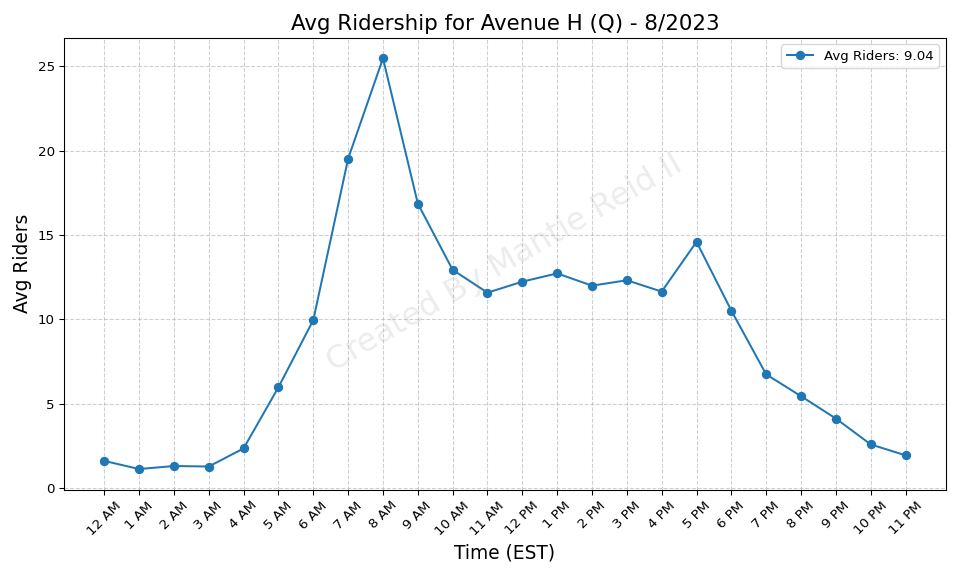 Avg Ridership for Avenue H (Q) - 8/2023
Avg Riders: 9.04
Avg Riders
25
20
15
10
5
0
Created By Mantie Reid II
12 AM
1 AM
2 AM
3 AM
4 AM
5 AM
6 AM
7 AM
8 AM
9 AM
10 AM
11 AM
12 PM
1 PM
2 PM
3 PM
4 PM
5 PM
6 PM
7 PM
8 PM
9 PM
10 PM
11 PM
Time (EST)